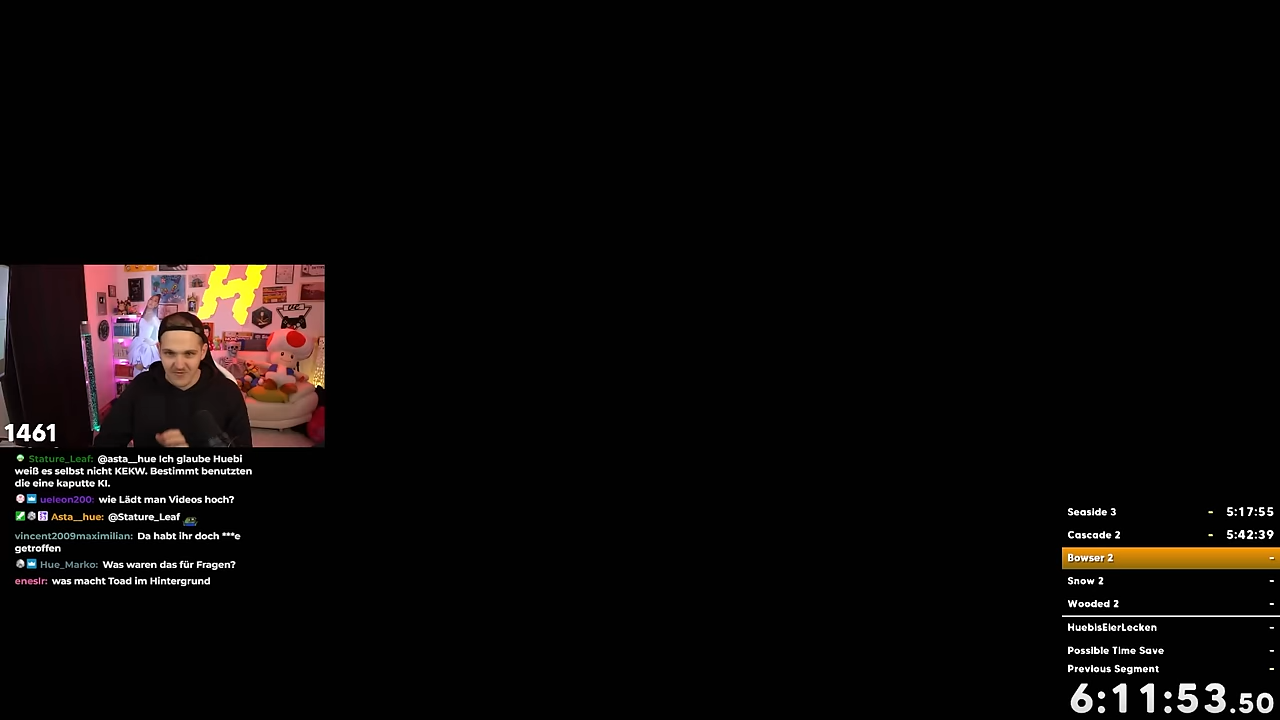 H
1461
Stature_Leaf: @asta__hue Ich glaube Huebi
weiß es selbst nicht KEKW. Bestimmt benutzten
die eine kaputte KI.
ueleon200: wie Lädt man Videos hoch?
Asta__hue: @Stature_Leaf
vincent2009maximilian: Da habt ihr doch ***e
getroffen
Hue_Marko: Was waren das für Fragen?
eneslr: was macht Toad im Hintergrund
Seaside 3 - 5:17:55
Cascade 2 - 5:42:39
Bowser 2 -
Snow 2 -
Wooded 2 -
HuebisEierLecken -
Possible Time Save -
Previous Segment -
6:11:53.50